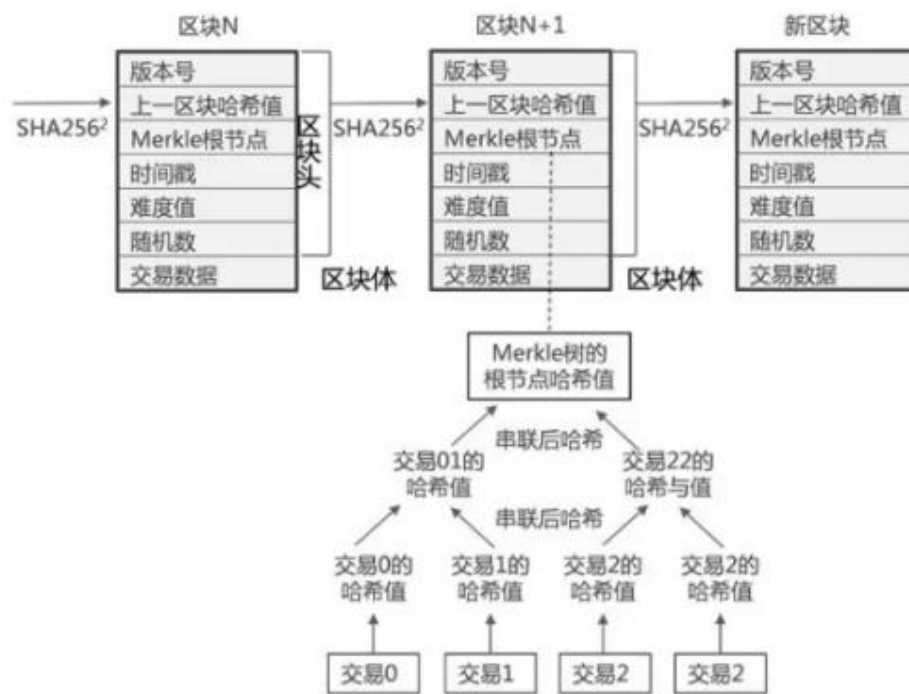 区块N
区块N+1
新区块
版本号
上一区块哈希值
Merkle根节点
时间戳
难度值
随机数
交易数据
SHA256²
区块头
区块体
版本号
上一区块哈希值
Merkle根节点
时间戳
难度值
随机数
交易数据
SHA256²
区块体
版本号
上一区块哈希值
Merkle根节点
时间戳
难度值
随机数
交易数据
SHA256²
Merkle树的
根节点哈希值
串联后哈希
交易01的
哈希值
交易22的
哈希与值
串联后哈希
交易0的
哈希值
交易1的
哈希值
交易2的
哈希值
交易2的
哈希值
交易0
交易1
交易2
交易2